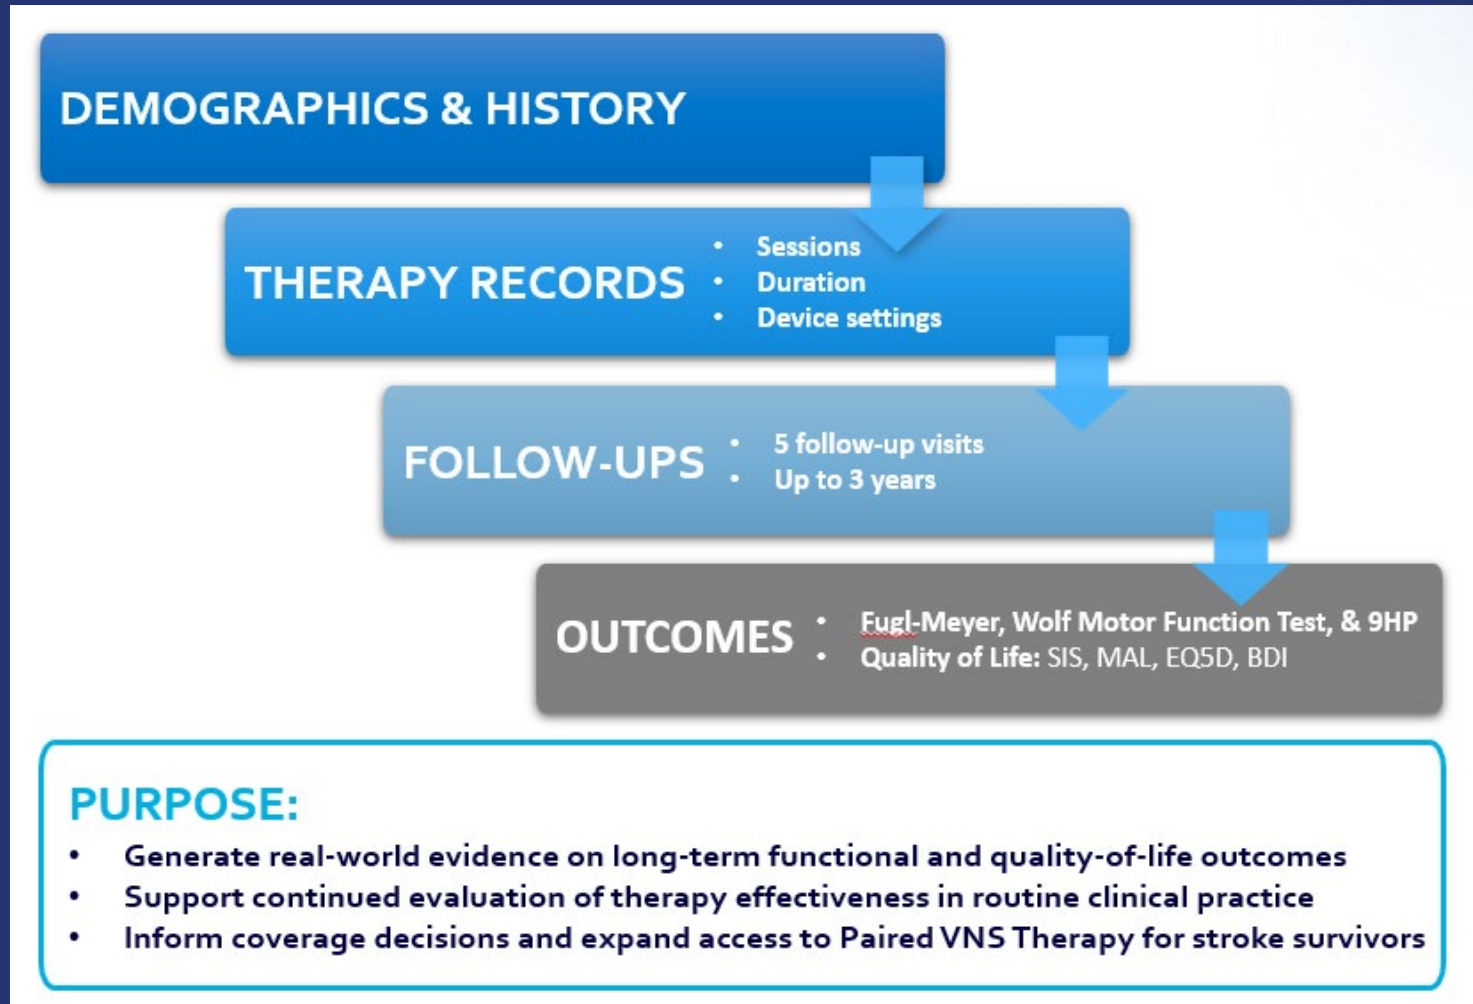 DEMOGRAPHICS & HISTORY
THERAPY RECORDS
• Sessions
• Duration
• Device settings
FOLLOW-UPS
• 5 follow-up visits
• Up to 3 years
OUTCOMES
• Fugl-Meyer, Wolf Motor Function Test, & 9HP
• Quality of Life: SIS, MAL, EQ5D, BDI
PURPOSE:
• Generate real-world evidence on long-term functional and quality-of-life outcomes
• Support continued evaluation of therapy effectiveness in routine clinical practice
• Inform coverage decisions and expand access to Paired VNS Therapy for stroke survivors